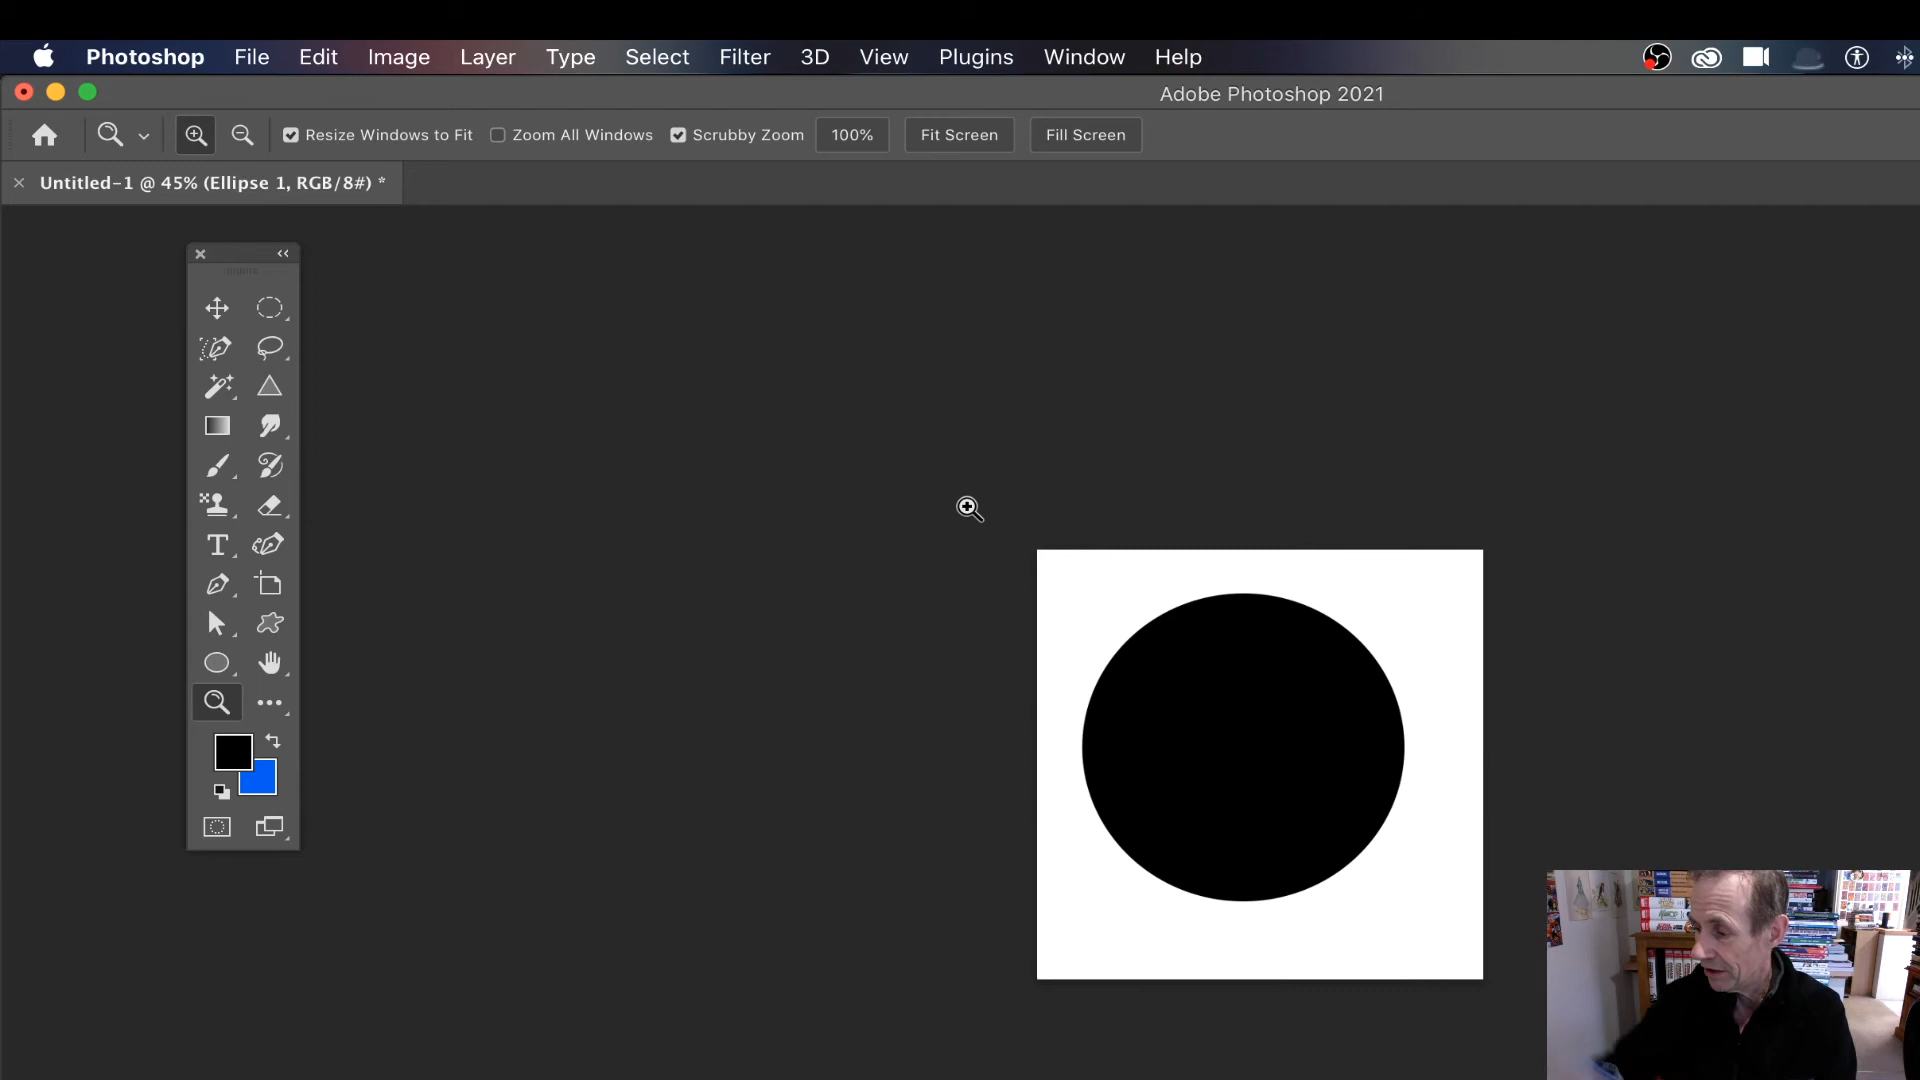 Photoshop File Edit Image Layer Type Select Filter 3D View Plugins Window Help
Adobe Photoshop 2021
Resize Windows to Fit Zoom All Windows Scrubby Zoom 100% Fit Screen Fill Screen
Untitled-1 @ 45% (Ellipse 1, RGB/8#) *